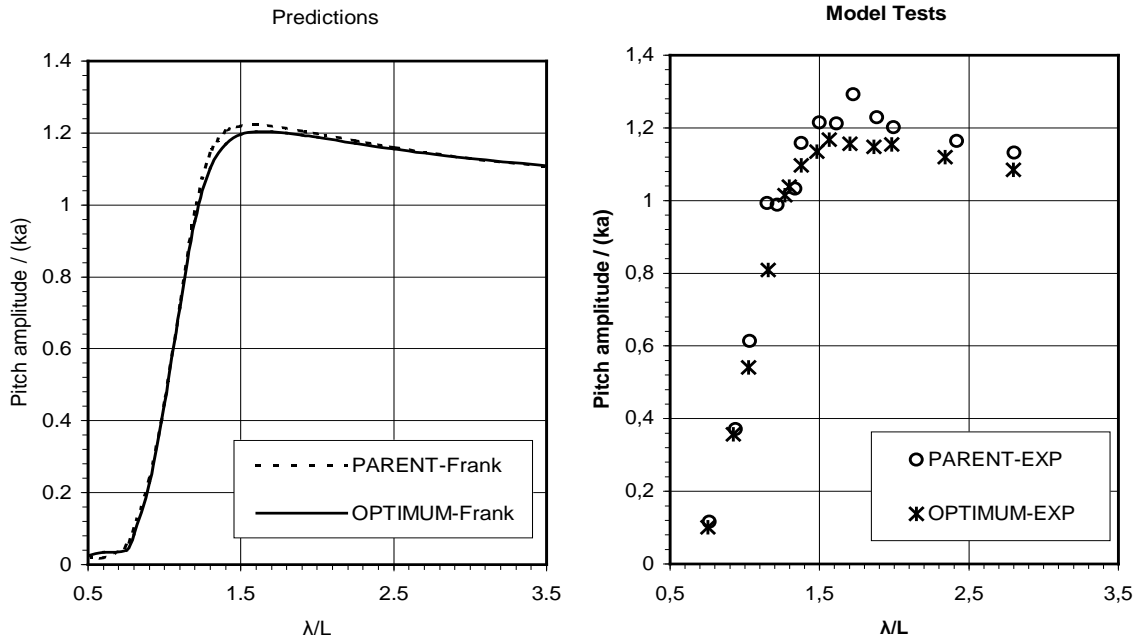 Predictions
1.4
1.2
1
0.8
0.6
0.4
0.2
0
0.5
1.5
2.5
3.5
Pitch amplitude / (ka)
λ/L
PARENT-Frank
OPTIMUM-Frank
Model Tests
1,4
1,2
1
0,8
0,6
0,4
0,2
0
0,5
1,5
2,5
3,5
Pitch amplitude / (ka)
λ/L
PARENT-EXP
OPTIMUM-EXP